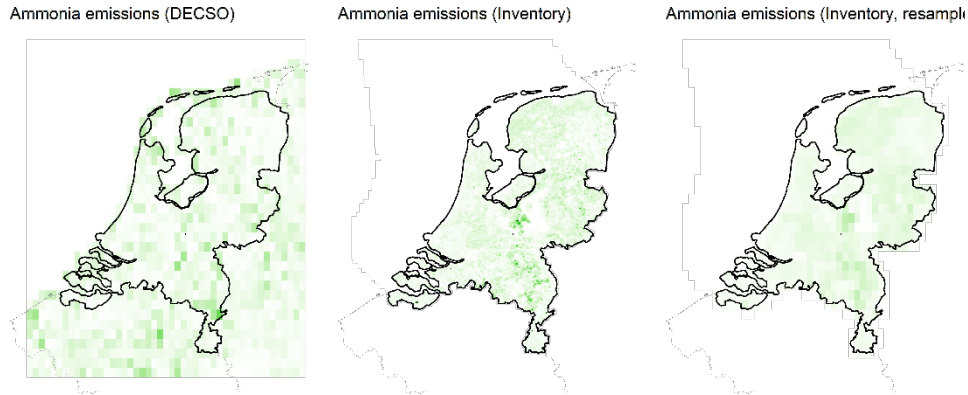 Ammonia emissions (DECSO)
Ammonia emissions (Inventory)
Ammonia emissions (Inventory, resample